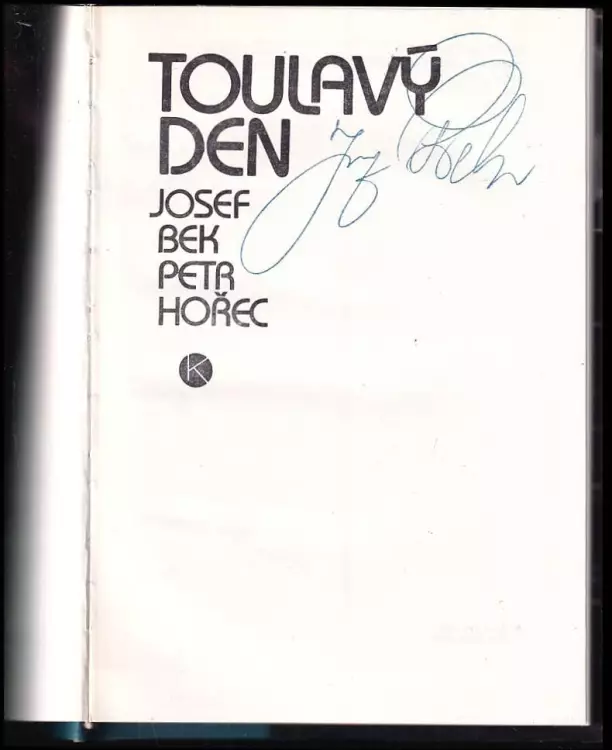 TOULAVÝ
DEN
JOSEF
BEK
PETR
HOŘEC
K